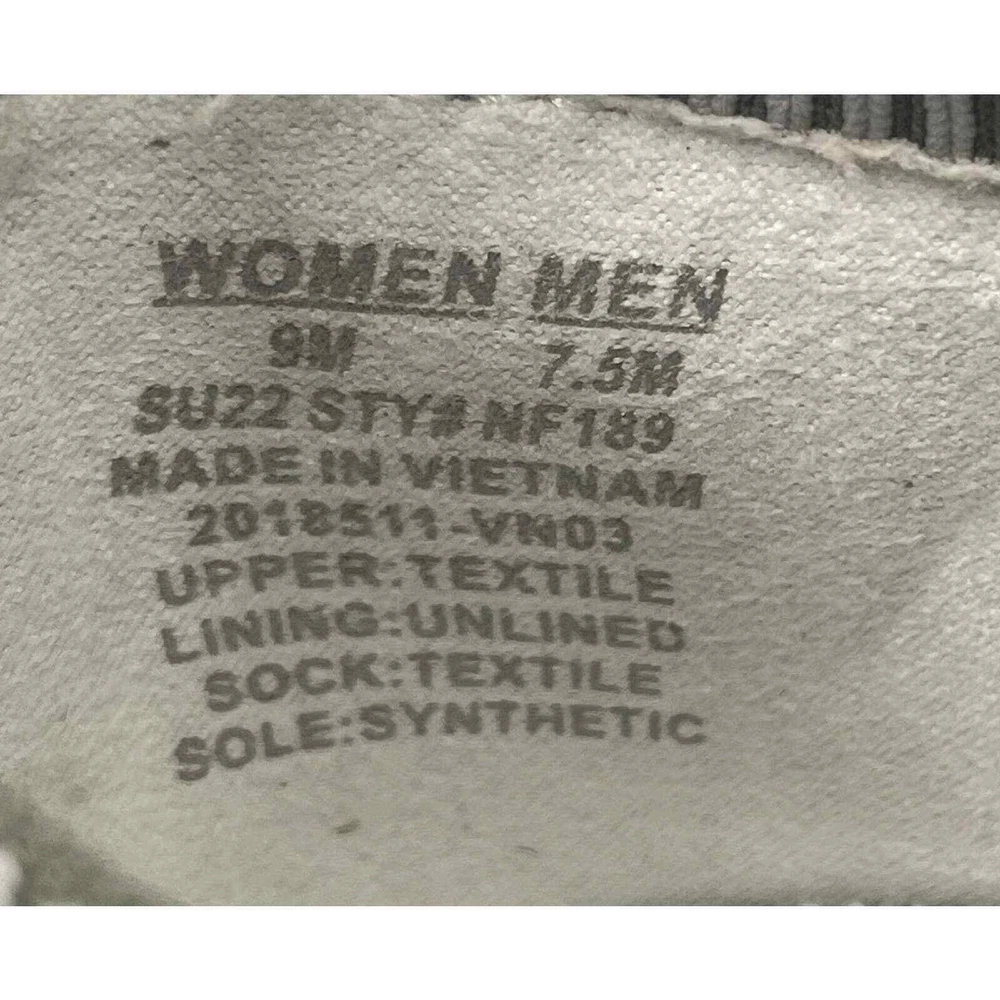 WOMEN MEN
9M 7.5M
SU22 STY# NF189
MADE IN VIETNAM
2018511-VN03
UPPER:TEXTILE
LINING:UNLINED
SOCK:TEXTILE
SOLE:SYNTHETIC